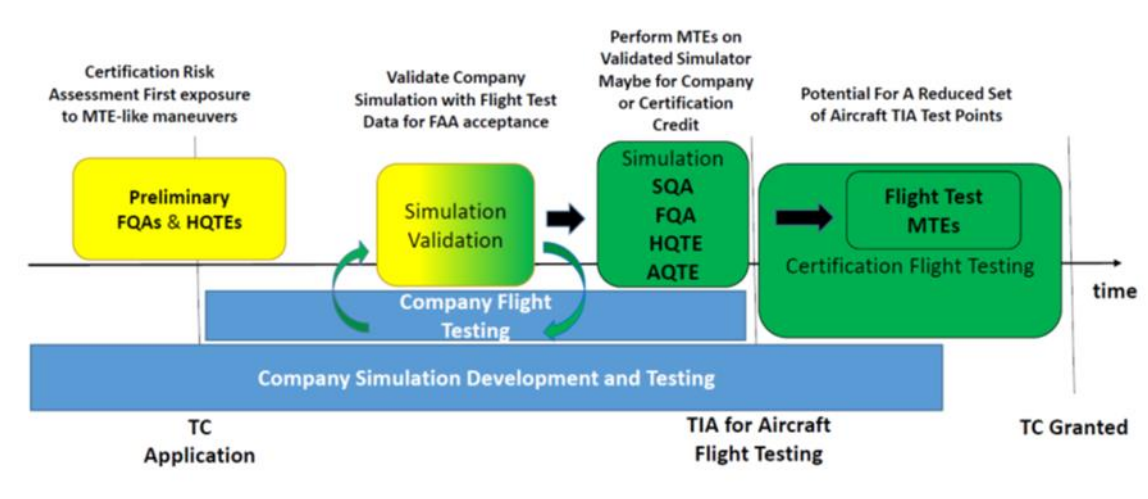 Certification Risk
Assessment First exposure
to MTE-like maneuvers
Validate Company
Simulation with Flight Test
Data for FAA acceptance
Perform MTEs on
Validated Simulator
Maybe for Company
or Certification
Credit
Potential For A Reduced Set
of Aircraft TIA Test Points
Preliminary
FQAs & HQTEs
Simulation
Validation
Simulation
SQA
FQA
HQTE
AQTE
Flight Test
MTEs
Certification Flight Testing
time
Company Flight
Testing
Company Simulation Development and Testing
TC
Application
TIA for Aircraft
Flight Testing
TC Granted